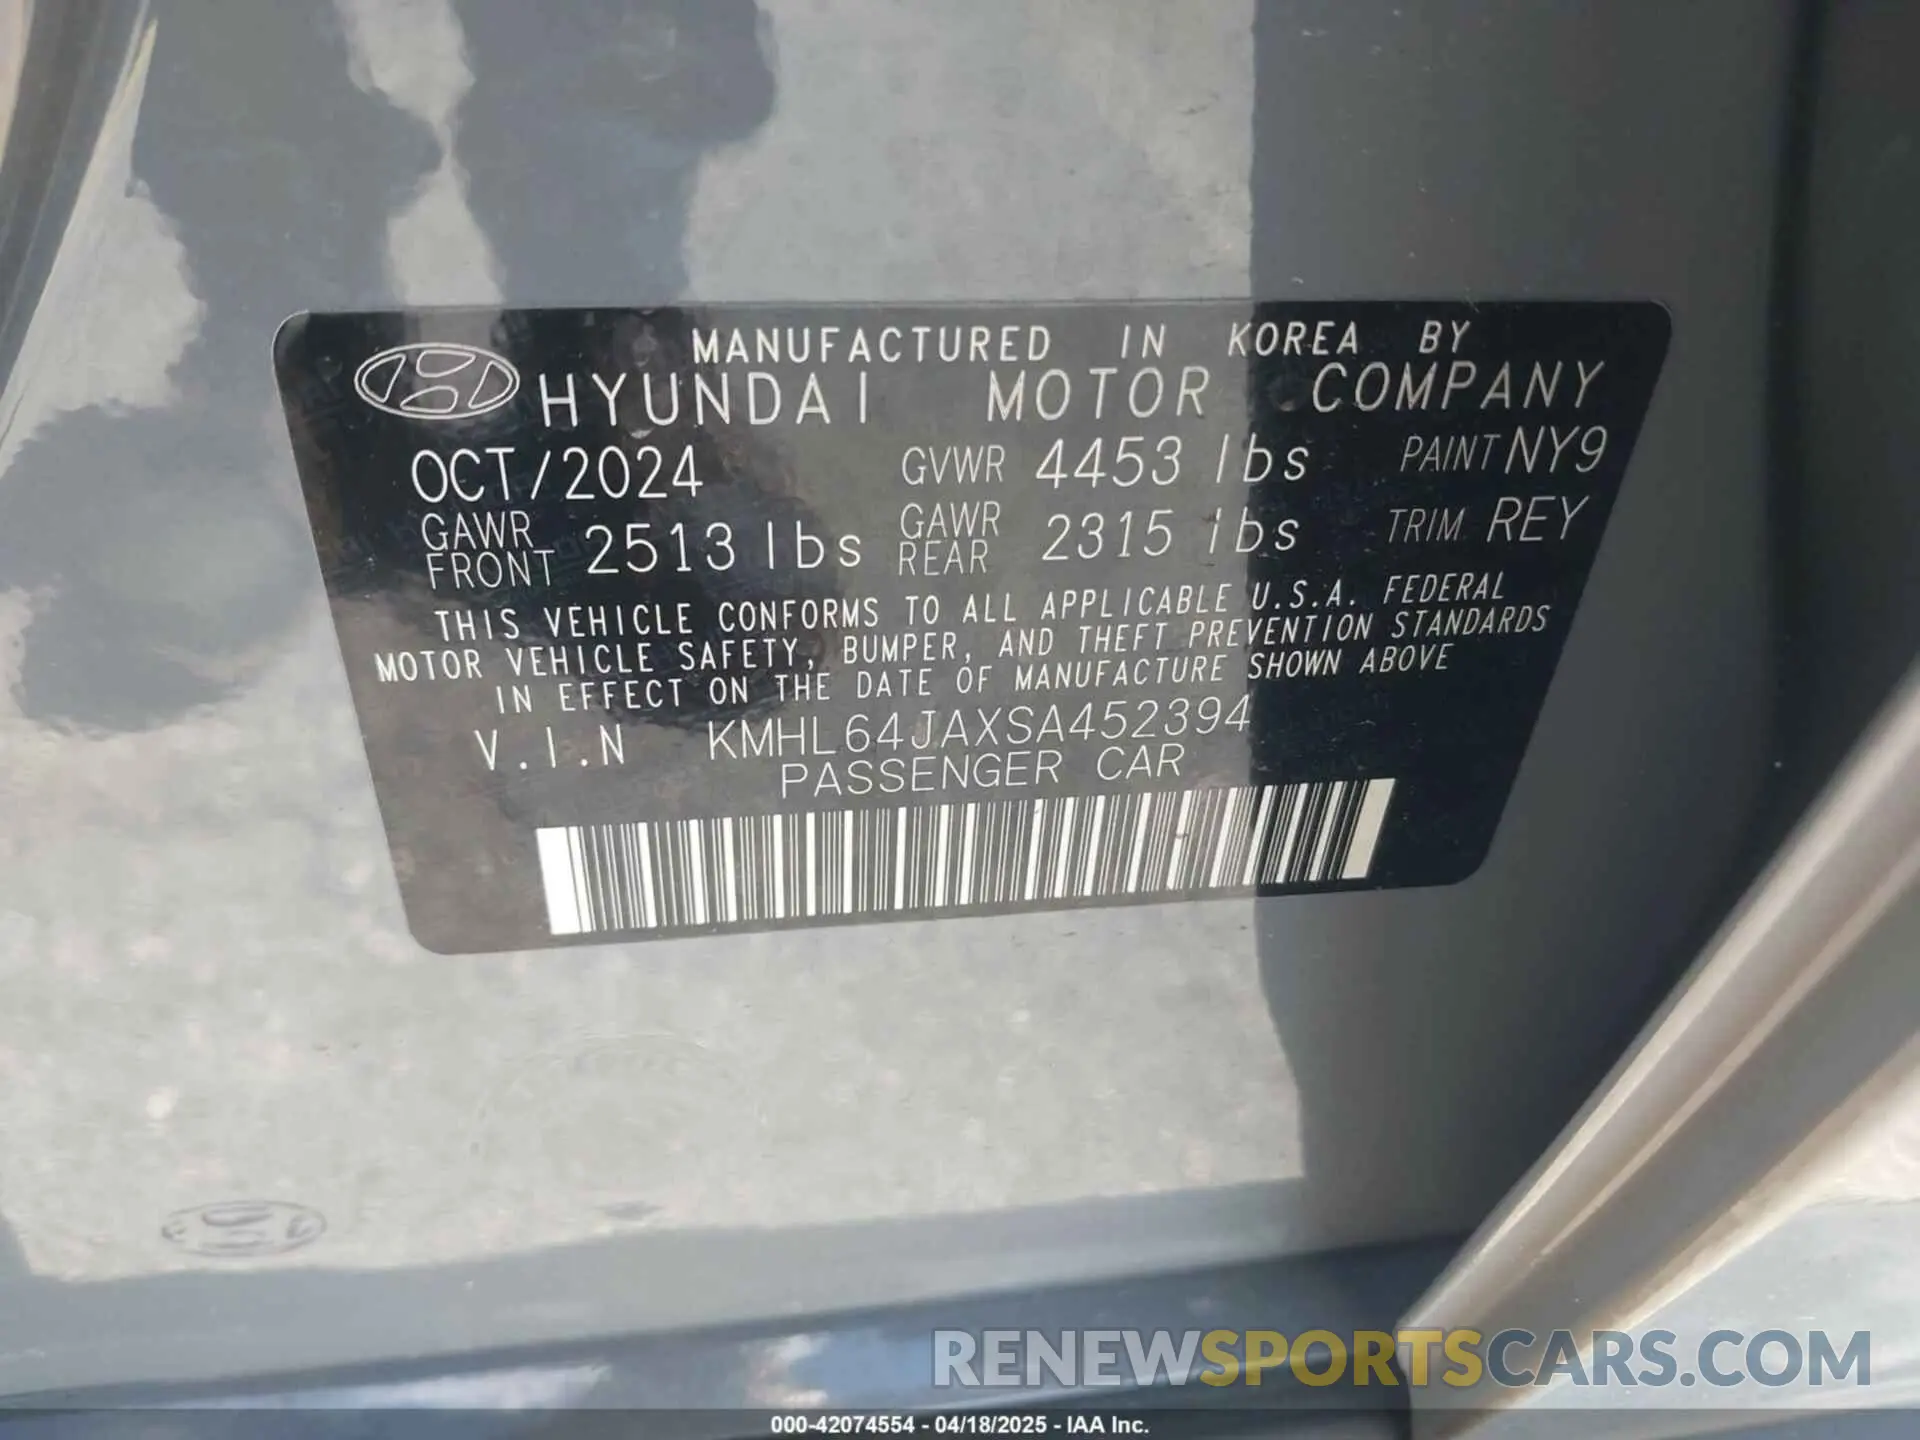 MANUFACTURED IN KOREA BY
HYUNDAI MOTOR COMPANY
OCT/2024 GVWR 4453 lbs PAINT NY9
GAWR FRONT 2513 lbs GAWR REAR 2315 lbs TRIM REY
THIS VEHICLE CONFORMS TO ALL APPLICABLE U.S.A. FEDERAL
MOTOR VEHICLE SAFETY, BUMPER, AND THEFT PREVENTION STANDARDS
IN EFFECT ON THE DATE OF MANUFACTURE SHOWN ABOVE
V.I.N KMHL64JAXSA452394
PASSENGER CAR
RENEWSPORTSCARS.COM
000-42074554 - 04/18/2025 - IAA Inc.